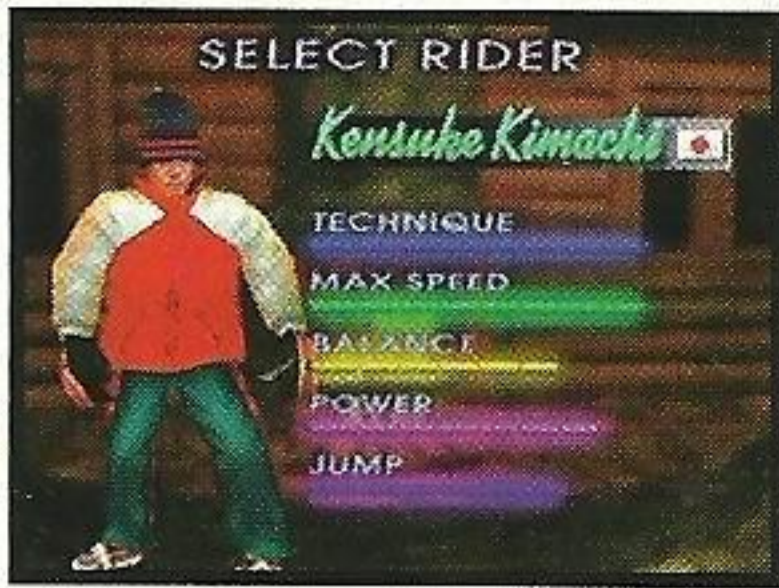 SELECT RIDER
Kensuke Kimachi
TECHNIQUE
MAX SPEED
BALANCE
POWER
JUMP